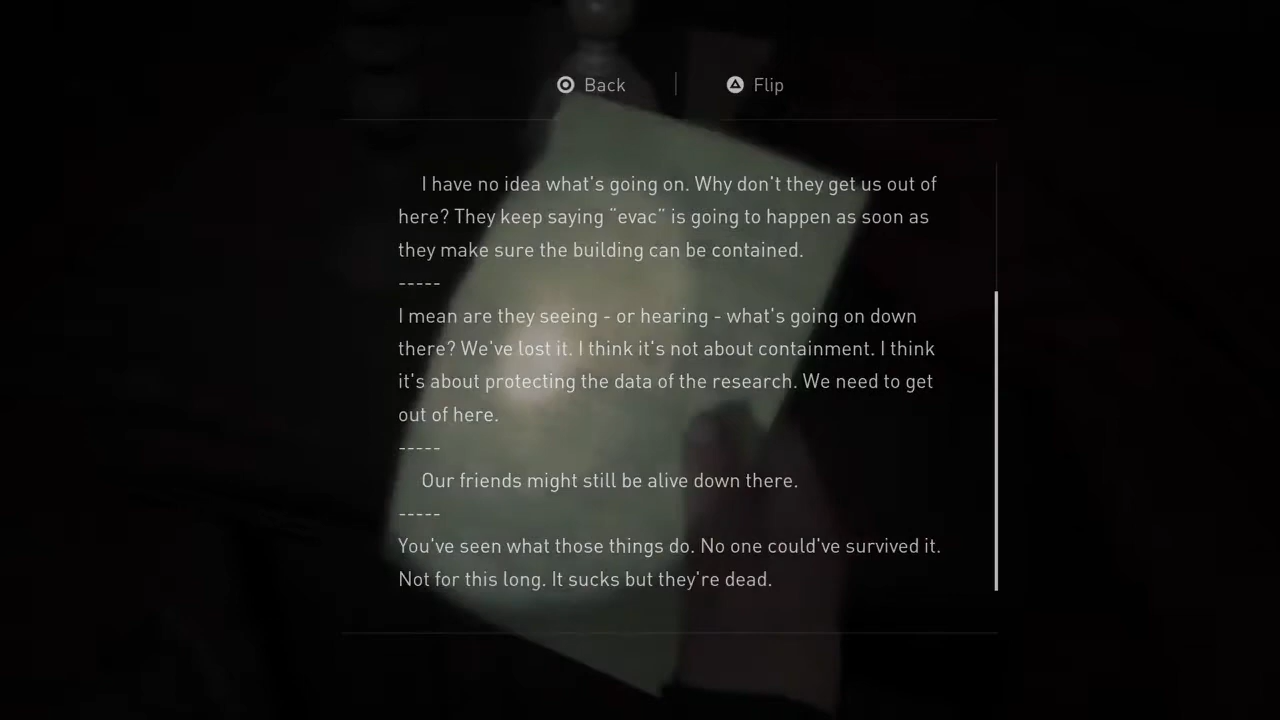 Back | Flip
I have no idea what's going on. Why don't they get us out of
here? They keep saying “evac” is going to happen as soon as
they make sure the building can be contained.
-----
I mean are they seeing - or hearing - what's going on down
there? We've lost it. I think it's not about containment. I think
it's about protecting the data of the research. We need to get
out of here.
-----
Our friends might still be alive down there.
-----
You've seen what those things do. No one could've survived it.
Not for this long. It sucks but they're dead.